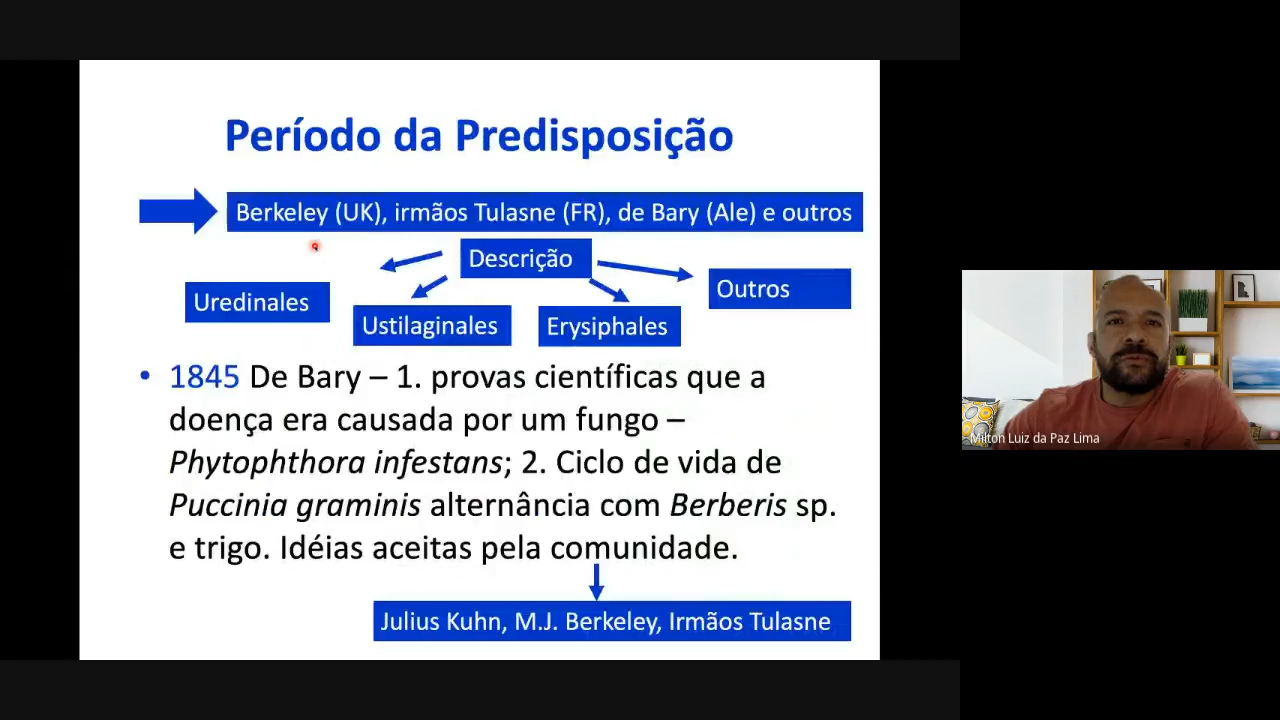 Período da Predisposição
Berkeley (UK), irmãos Tulasne (FR), de Bary (Ale) e outros
Descrição
Uredinales
Ustilaginales
Erysiphales
Outros
• 1845 De Bary – 1. provas científicas que a
doença era causada por um fungo –
Phytophthora infestans; 2. Ciclo de vida de
Puccinia graminis alternância com Berberis sp.
e trigo. Idéias aceitas pela comunidade.
Julius Kuhn, M.J. Berkeley, Irmãos Tulasne
Milton Luiz da Paz Lima